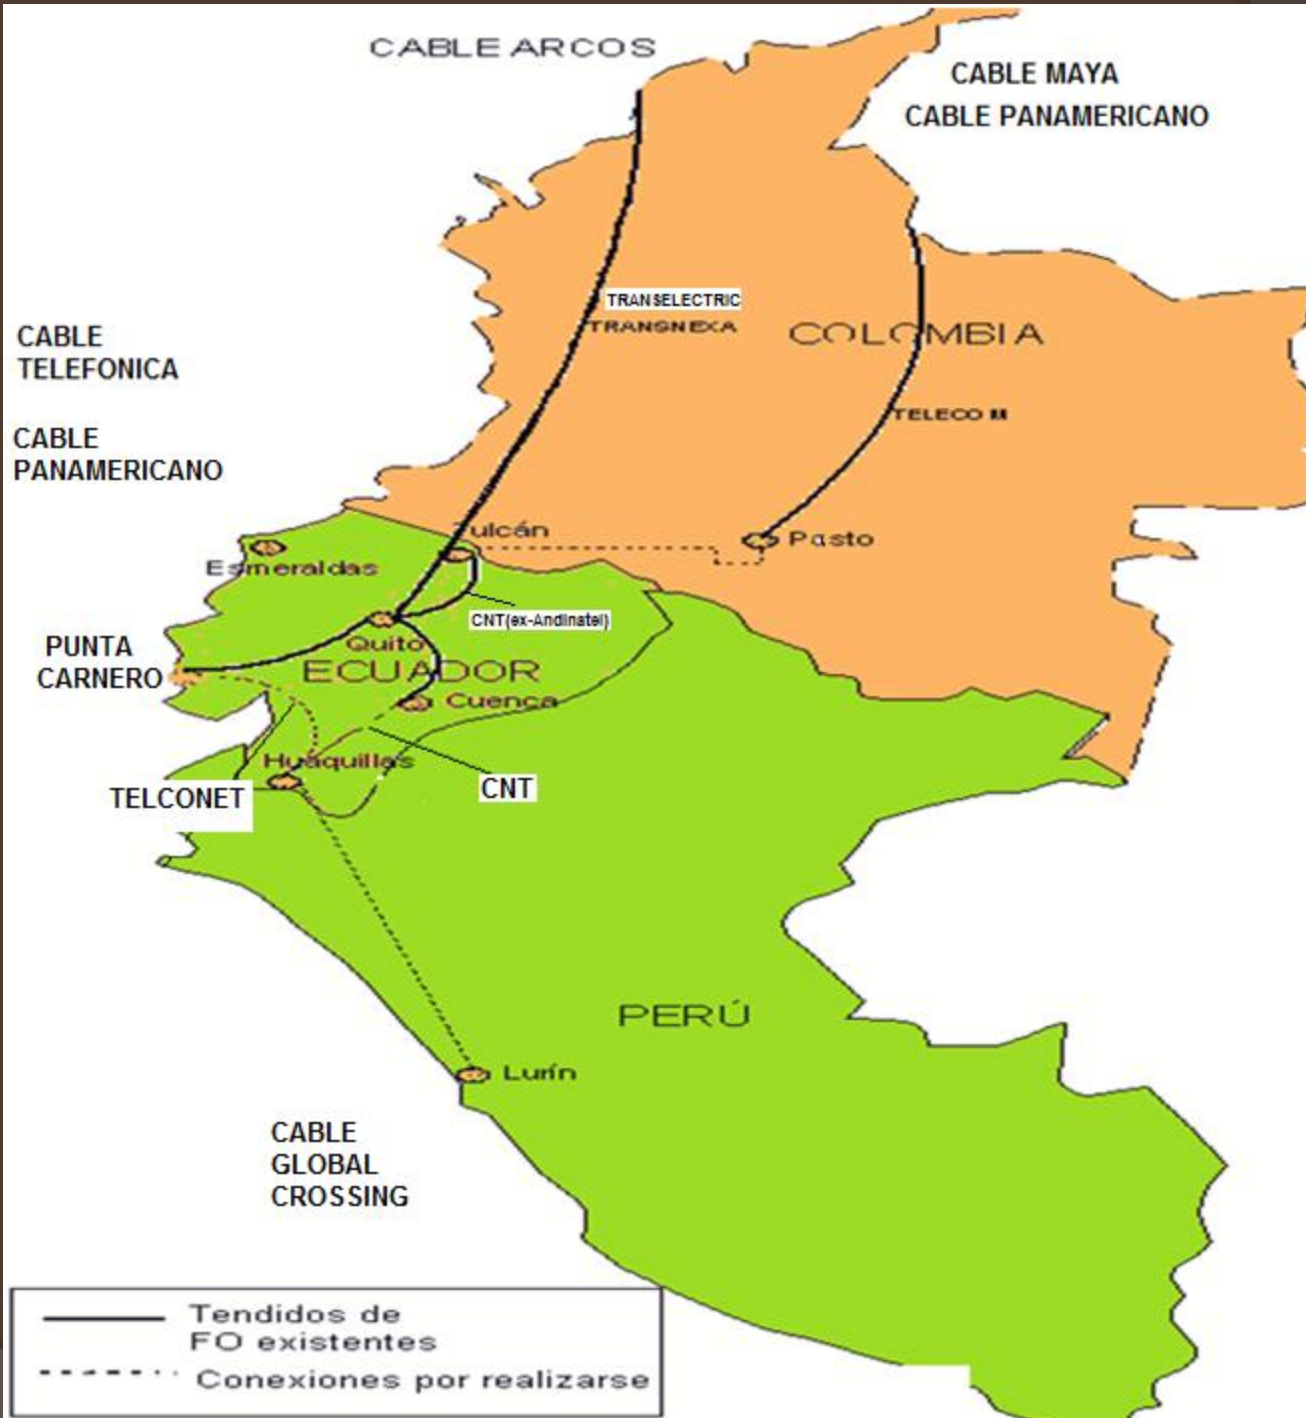 CABLE ARCOS
CABLE MAYA
CABLE PANAMERICANO
TRANSELECTRIC
TRANSNEXA
COLOMBIA
CABLE
TELEFONICA
TELECOM
CABLE
PANAMERICANO
Tulcán
Pasto
Esmeraldas
CNT(ex-Andinatel)
PUNTA
CARNERO
Quito
ECUADOR
Cuenca
Huaquillas
TELCONET
CNT
PERÚ
Lurín
CABLE
GLOBAL
CROSSING
Tendidos de
FO existentes
Conexiones por realizarse